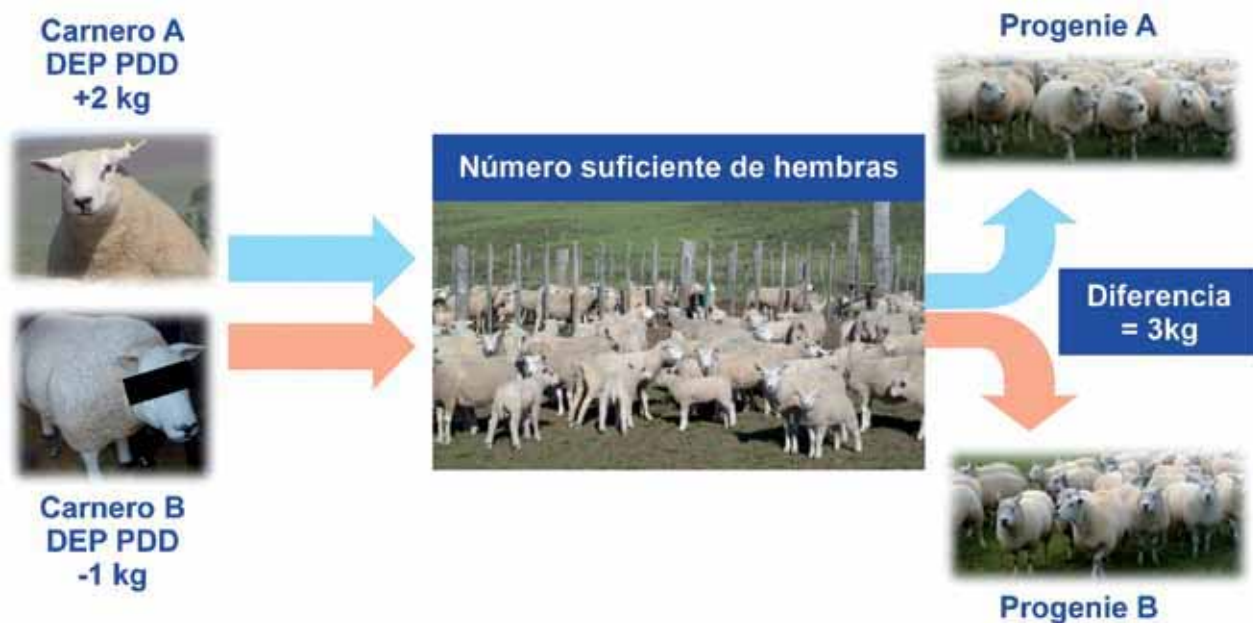 Carnero A
DEP PDD
+2 kg
Número suficiente de hembras
Progenie A
Diferencia
= 3kg
Carnero B
DEP PDD
-1 kg
Progenie B